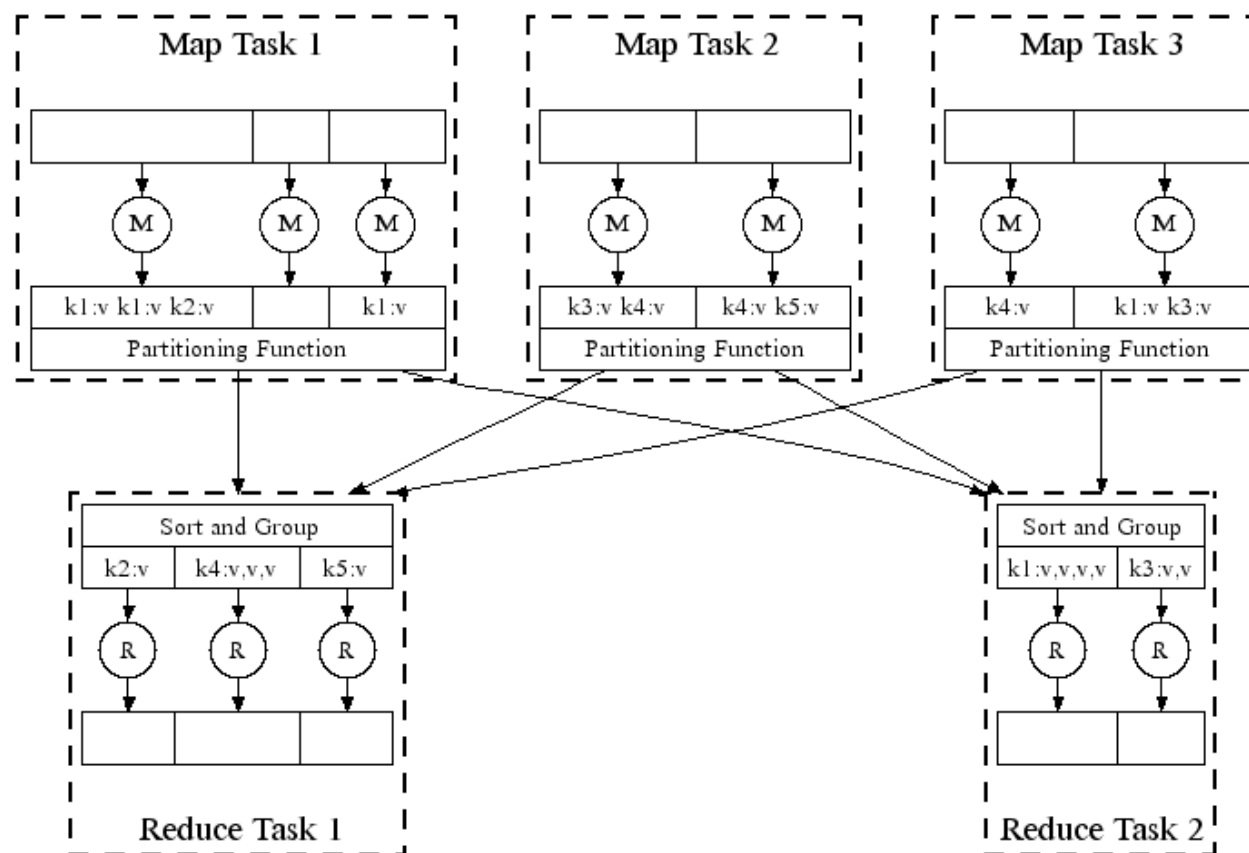 Map Task 1 Map Task 2 Map Task 3
M M M M M M M
k1:v k1:v k2:v k1:v k3:v k4:v k4:v k5:v k4:v k1:v k3:v
Partitioning Function Partitioning Function Partitioning Function
Sort and Group Sort and Group
k2:v k4:v,v,v k5:v k1:v,v,v,v k3:v,v
R R R R R
Reduce Task 1 Reduce Task 2